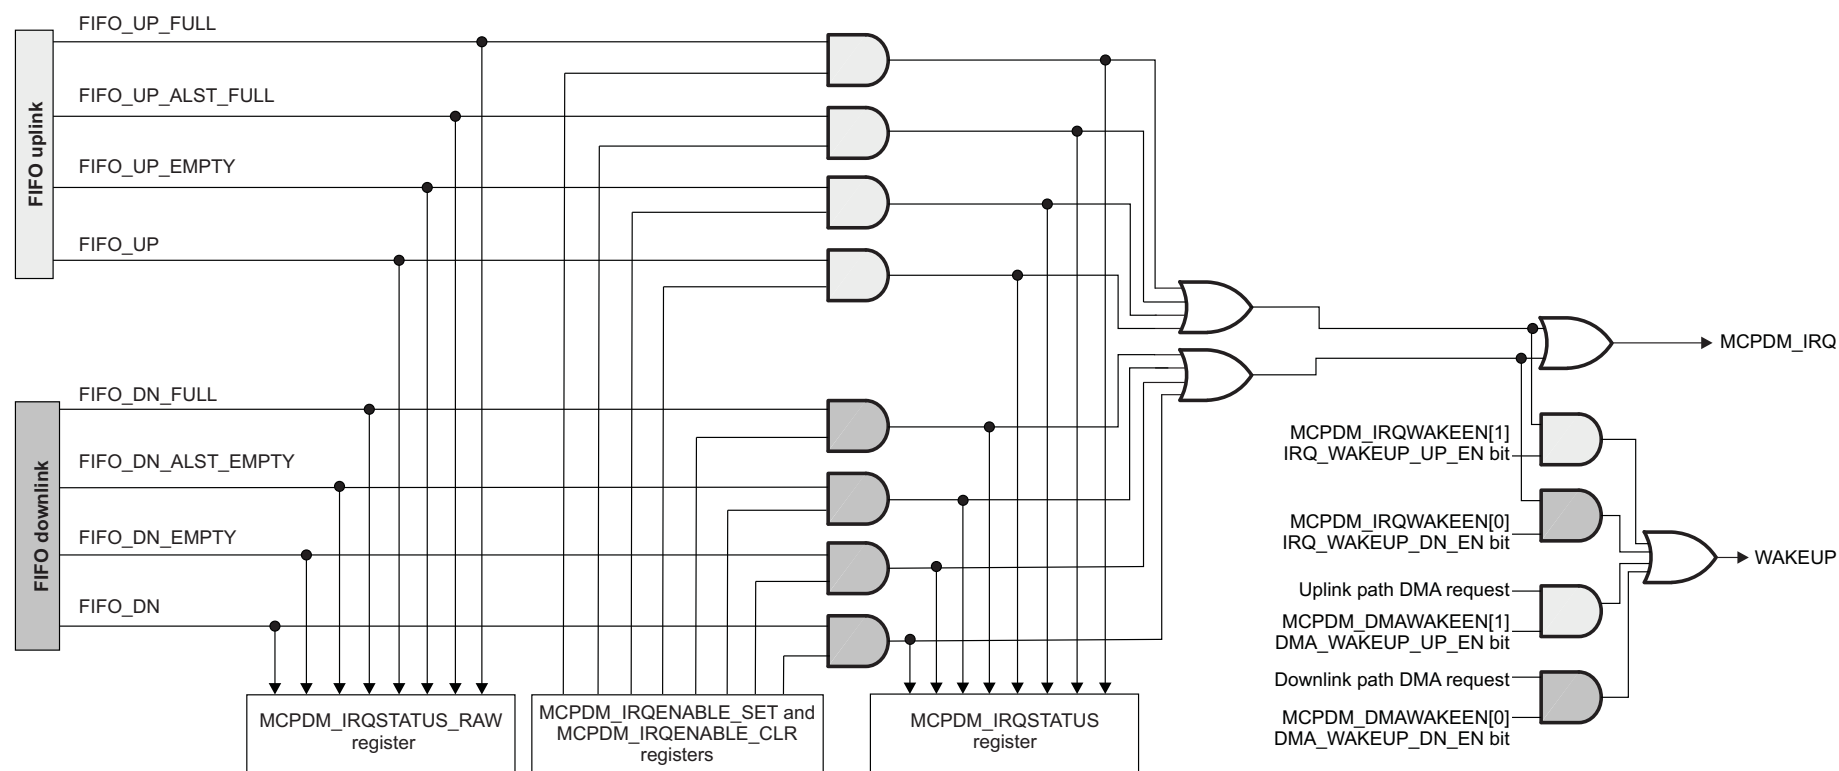 FIFO uplink
FIFO_UP_FULL
FIFO_UP_ALST_FULL
FIFO_UP_EMPTY
FIFO_UP
FIFO downlink
FIFO_DN_FULL
FIFO_DN_ALST_EMPTY
FIFO_DN_EMPTY
FIFO_DN
MCPDM_IRQSTATUS_RAW
register
MCPDM_IRQENABLE_SET and
MCPDM_IRQENABLE_CLR
registers
MCPDM_IRQSTATUS
register
MCPDM_IRQ
MCPDM_IRQWAKEEN[1]
IRQ_WAKEUP_UP_EN bit
MCPDM_IRQWAKEEN[0]
IRQ_WAKEUP_DN_EN bit
WAKEUP
Uplink path DMA request
MCPDM_DMAWAKEEN[1]
DMA_WAKEUP_UP_EN bit
Downlink path DMA request
MCPDM_DMAWAKEEN[0]
DMA_WAKEUP_DN_EN bit